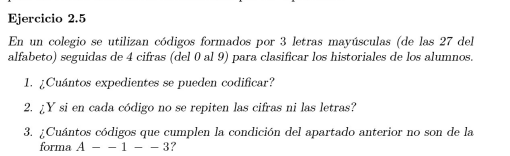 Ejercicio 2.5
En un colegio se utilizan códigos formados por 3 letras mayúsculas (de las 27 del
alfabeto) seguidas de 4 cifras (del 0 al 9) para clasificar los historiales de los alumnos.
1. ¿Cuántos expedientes se pueden codificar?
2. ¿Y si en cada código no se repiten las cifras ni las letras?
3. ¿Cuántos códigos que cumplen la condición del apartado anterior no son de la
forma A − − 1 − − 3?